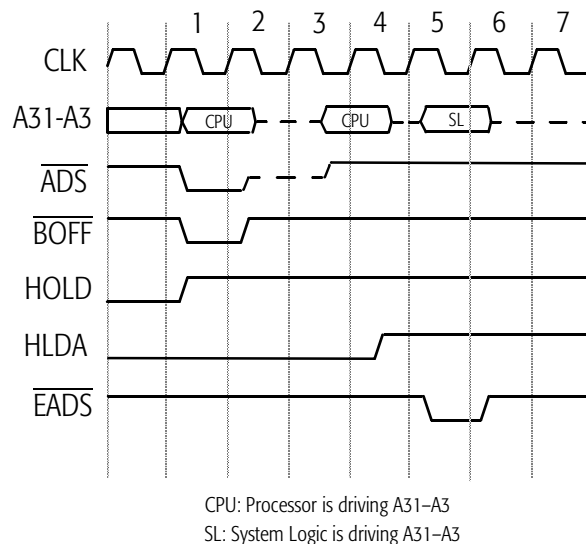 1 2 3 4 5 6 7
CLK
A31-A3 CPU CPU SL
ADS
BOFF
HOLD
HLDA
EADS
CPU: Processor is driving A31–A3
SL: System Logic is driving A31–A3